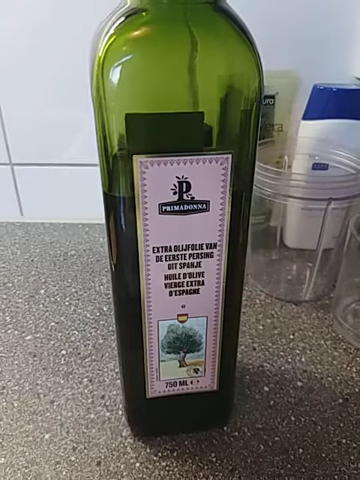 P
PRIMADONNA
EXTRA OLIJFOLIE VAN
DE EERSTE PERSING
UIT SPANJE
HUILE D'OLIVE
VIERGE EXTRA
D'ESPAGNE
750 ML e